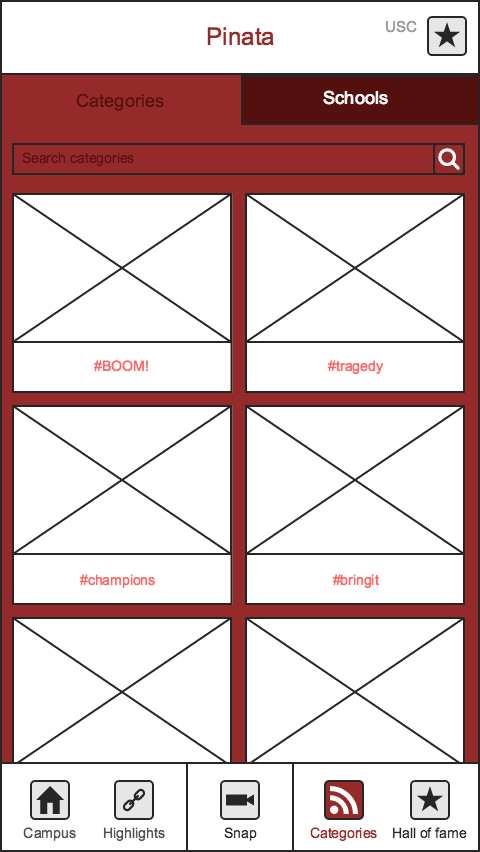 Pinata
USC
Categories
Schools
Search categories
#BOOM!
#tragedy
#champions
#bringit
Campus
Highlights
Snap
Categories
Hall of fame